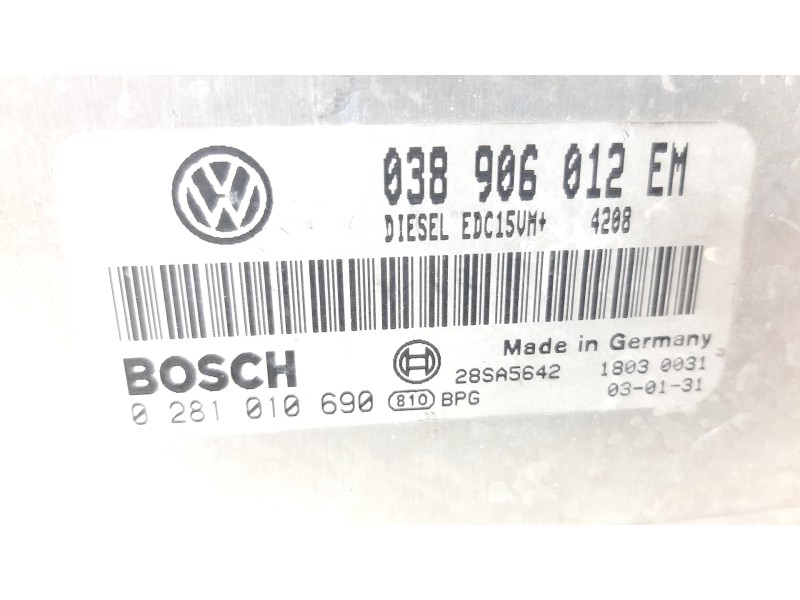 038 906 012 EM
DIESEL EDC15VM+ 4208
Made in Germany
BOSCH 28SA5642 1803 0031
0 281 010 690 810 BPG 03-01-31